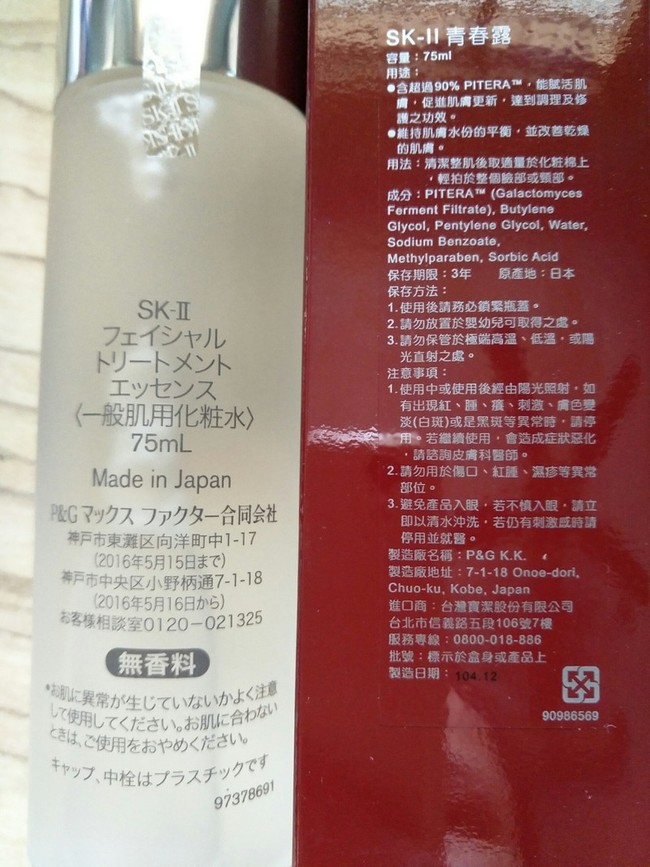 SK-II
フェイシャル
トリートメント
エッセンス
〈一般肌用化粧水〉
75mL
Made in Japan
P&G マックス ファクター合同会社
神戸市東灘区向洋町中1-17
(2016年5月15日まで)
神戸市中央区小野柄通7-1-18
(2016年5月16日から)
お客様相談室0120-021325
無香料
*お肌に異常が生じていないかよく注意
して使用してください。お肌に合わない
ときは、ご使用をおやめください。
キャップ、中栓はプラスチックです
97378691
SK-II 青春露
容量：75ml
用途：
●含超過90% PITERA™，能賦活肌
膚，促進肌膚更新，達到調理及修
護之功效。
●維持肌膚水份的平衡，並改善乾燥
的肌膚。
用法：清潔整肌後取適量於化粧棉上
，輕拍於整個臉部或頸部。
成分：PITERA™ (Galactomyces
Ferment Filtrate), Butylene
Glycol, Pentylene Glycol, Water,
Sodium Benzoate,
Methylparaben, Sorbic Acid
保存期限：3年 原產地：日本
保存方法：
1.使用後請務必鎖緊瓶蓋。
2.請勿放置於嬰幼兒可取得之處。
3.請勿保管於極端高溫、低溫，或陽
光直射之處。
注意事項：
1.使用中或使用後經由陽光照射，如
有出現紅、腫、癢、刺激、膚色變
淡(白斑)或是黑斑等異常時，請停
用。若繼續使用，會造成症狀惡化
，請諮詢皮膚科醫師。
2.請勿用於傷口、紅腫、濕疹等異常
部位。
3.避免產品入眼，若不慎入眼，請立
即以清水沖洗，若仍有刺激感時請
停用並就醫。
製造廠名稱：P&G K.K.
製造廠地址：7-1-18 Onoe-dori,
Chuo-ku, Kobe, Japan
進口商：台灣寶潔股份有限公司
台北市信義路五段106號7樓
服務專線：0800-018-886
批號：標示於盒身或產品上
製造日期：104.12
90986569